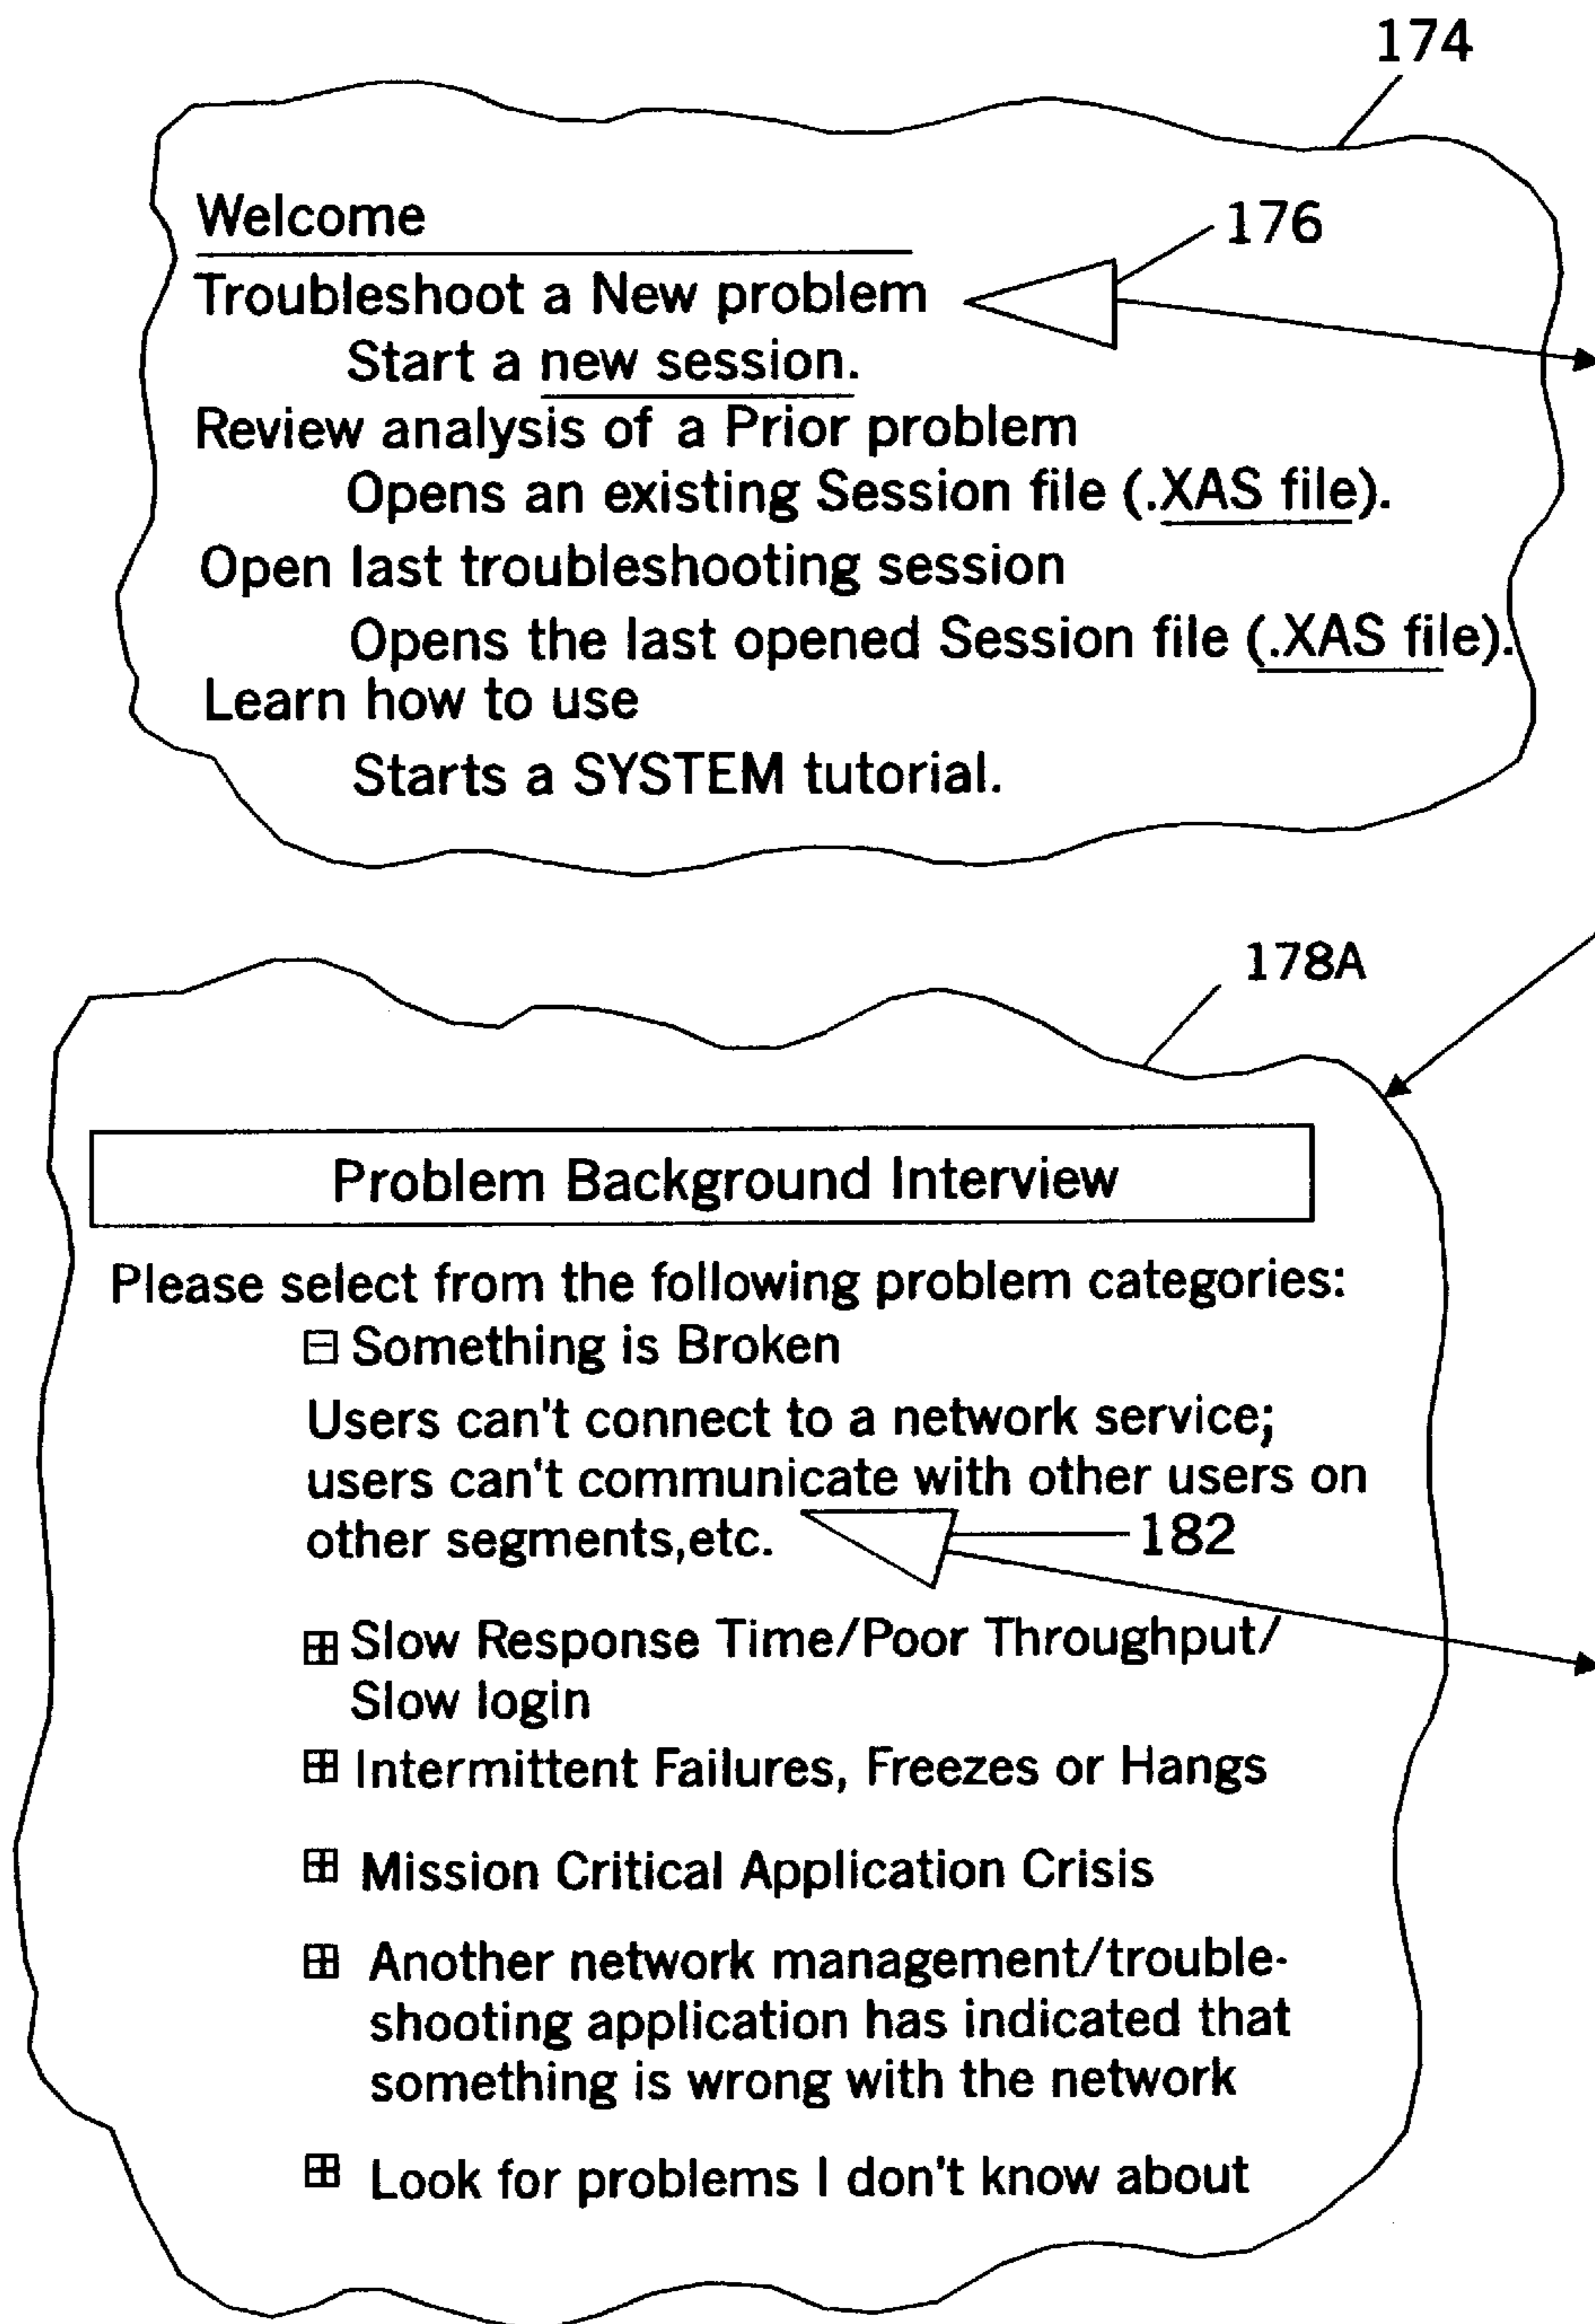 174
Welcome
176
Troubleshoot a New problem
Start a new session.
Review analysis of a Prior problem
Opens an existing Session file (.XAS file).
Open last troubleshooting session
Opens the last opened Session file (.XAS file).
Learn how to use
Starts a SYSTEM tutorial.
178A
Problem Background Interview
Please select from the following problem categories:
Something is Broken
Users can't connect to a network service;
users can't communicate with other users on
other segments,etc.
182
Slow Response Time/Poor Throughput/
Slow login
Intermittent Failures, Freezes or Hangs
Mission Critical Application Crisis
Another network management/trouble-
shooting application has indicated that
something is wrong with the network
Look for problems I don't know about